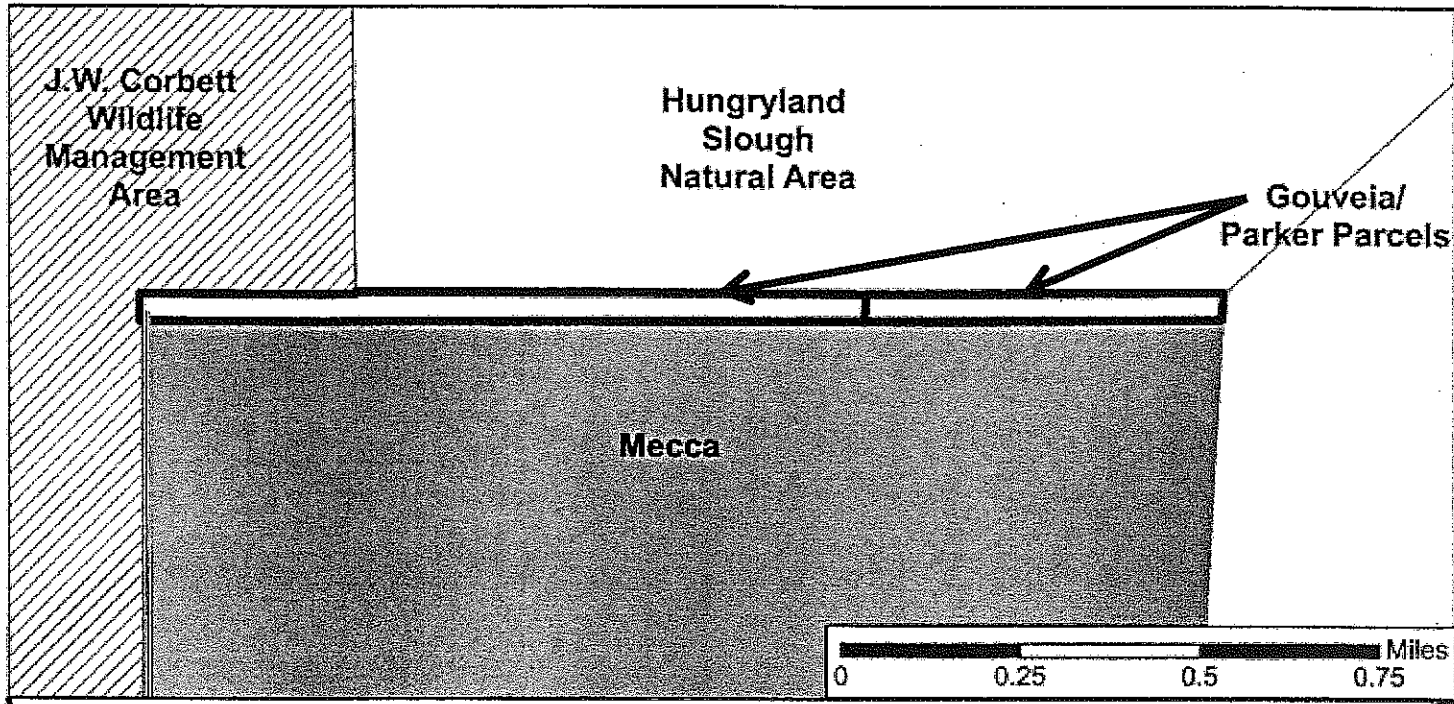 J.W. Corbett
Wildlife
Management
Area
Hungryland
Slough
Natural Area
Gouveia/
Parker Parcels
Mecca
Miles
0 0.25 0.5 0.75